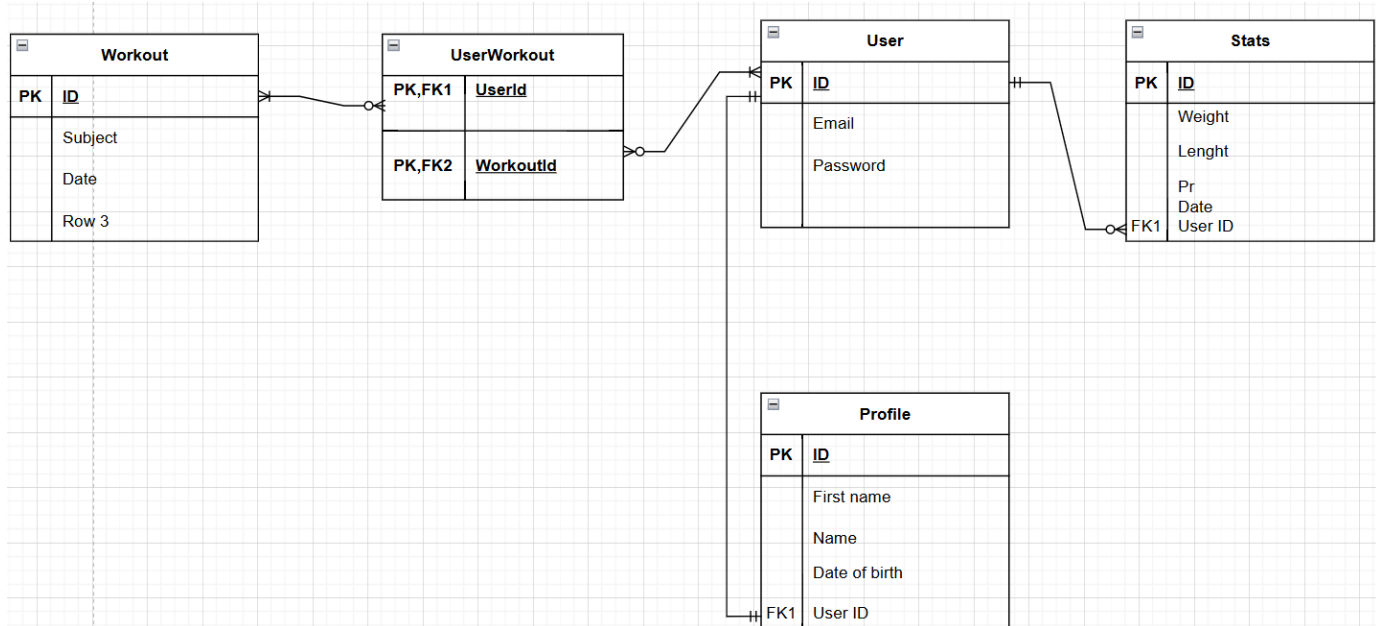 Workout
PK ID
Subject
Date
Row 3
UserWorkout
PK,FK1 UserId
PK,FK2 WorkoutId
User
PK ID
Email
Password
Stats
PK ID
Weight
Lenght
Pr
Date
FK1 User ID
Profile
PK ID
First name
Name
Date of birth
FK1 User ID